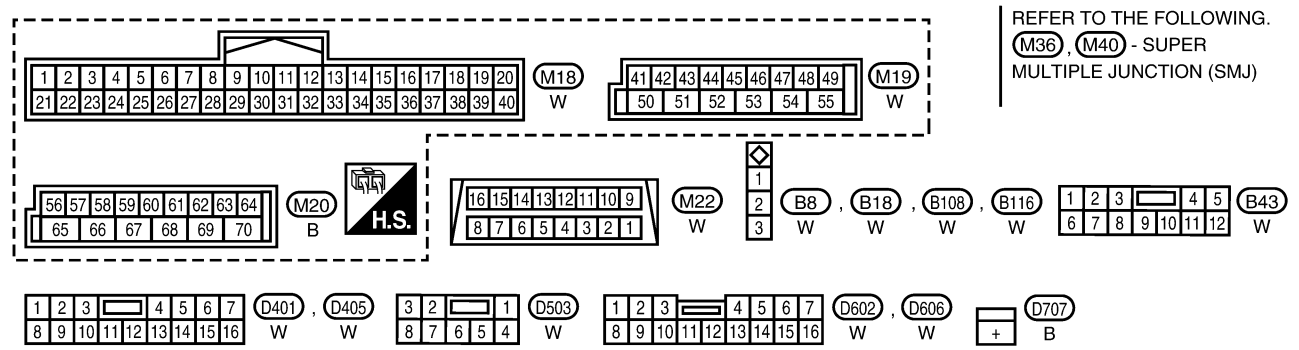 REFER TO THE FOLLOWING.
M36 , M40 - SUPER
MULTIPLE JUNCTION (SMJ)
1 2 3 4 5 6 7 8 9 10 11 12 13 14 15 16 17 18 19 20
21 22 23 24 25 26 27 28 29 30 31 32 33 34 35 36 37 38 39 40
M18
W
41 42 43 44 45 46 47 48 49
50 51 52 53 54 55
M19
W
56 57 58 59 60 61 62 63 64
65 66 67 68 69 70
M20
B
H.S.
16 15 14 13 12 11 10 9
8 7 6 5 4 3 2 1
M22
W
1
2
3
B8 , B18 , B108 , B116
W W W W
1 2 3 4 5
6 7 8 9 10 11 12
B43
W
1 2 3 4 5 6 7
8 9 10 11 12 13 14 15 16
D401 , D405
W W
3 2 1
8 7 6 5 4
D503
W
1 2 3 4 5 6 7
8 9 10 11 12 13 14 15 16
D602 , D606
W W
+
D707
B